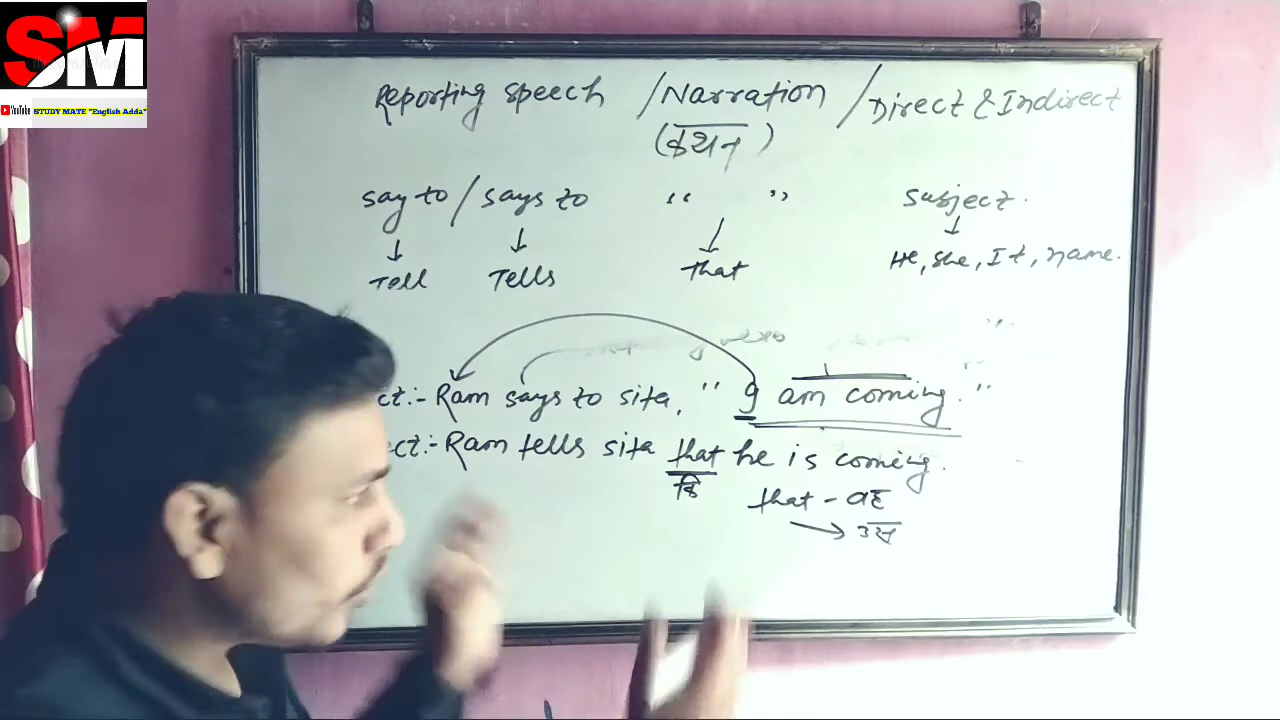 SM
YouTube STUDY MATE "English Adda"
Reporting speech / Narration / Direct & Indirect
(कथन)
say to / says to “ ” Subject.
↓ ↓ ↓ ↓
Tell Tells that He, she, It, name.
ct:- Ram says to sita, “I am coming.”
ect:- Ram tells sita that he is coming.
कि that - वह
→ उस